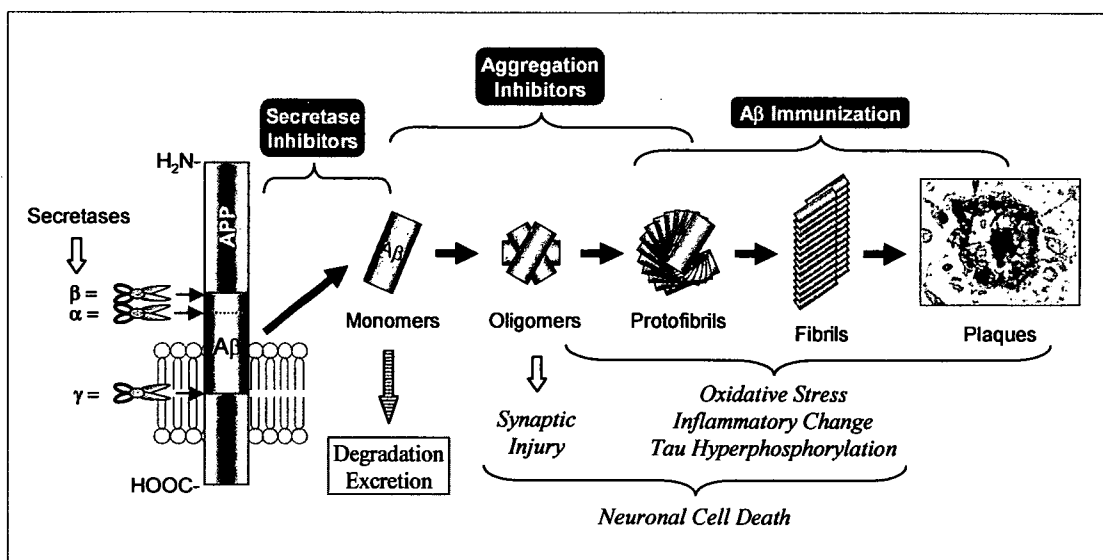 Aggregation
Inhibitors
Secretase
Inhibitors
Aβ Immunization
H₂N-
Secretases
APP
β =
α =
Aβ
γ =
HOOC-
Aβ
Monomers
Oligomers
Protofibrils
Fibrils
Plaques
Degradation
Excretion
Synaptic
Injury
Oxidative Stress
Inflammatory Change
Tau Hyperphosphorylation
Neuronal Cell Death